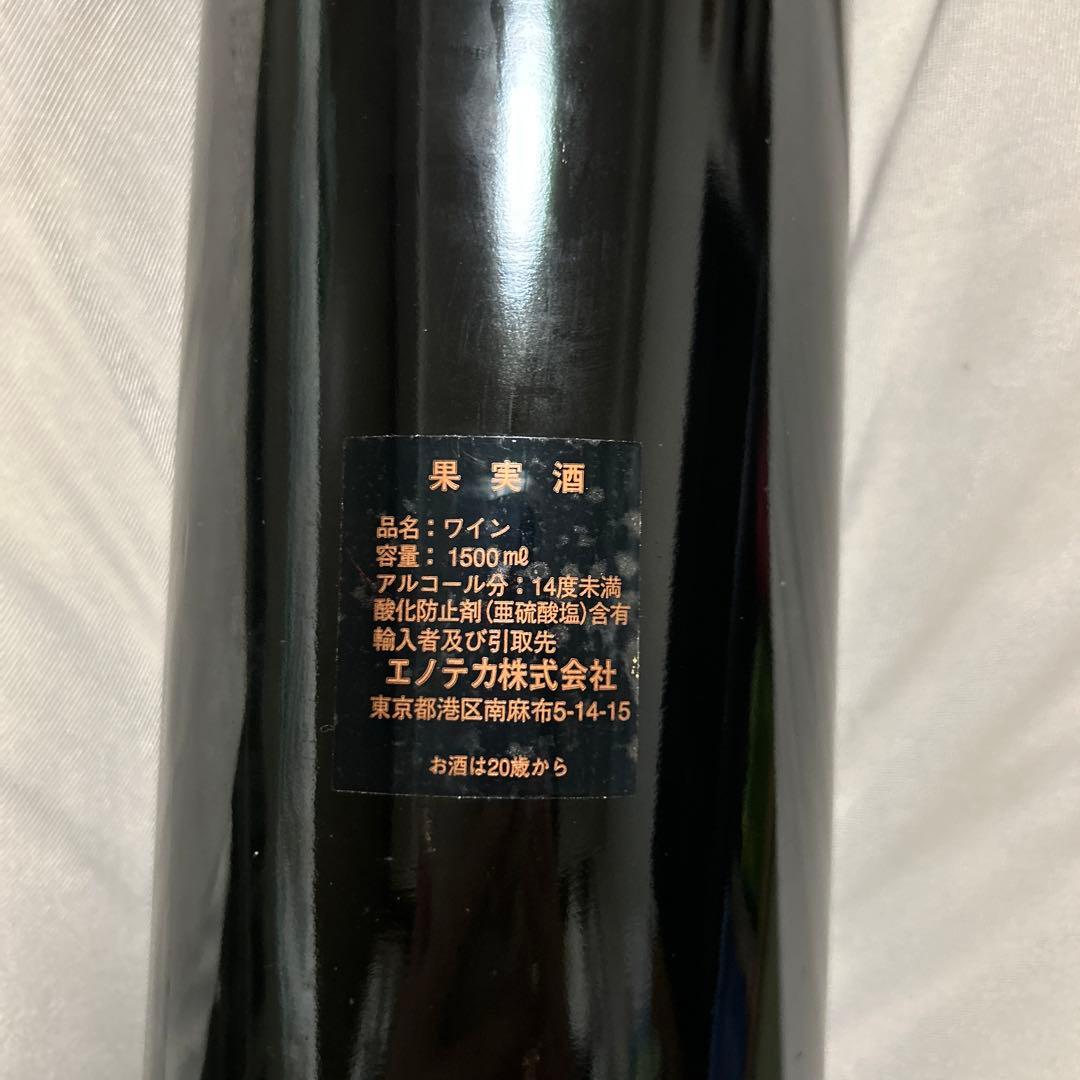 果実酒
品名：ワイン
容量：1500㎖
アルコール分：14度未満
酸化防止剤(亜硫酸塩)含有
輸入者及び引取先
エノテカ株式会社
東京都港区南麻布5-14-15
お酒は20歳から